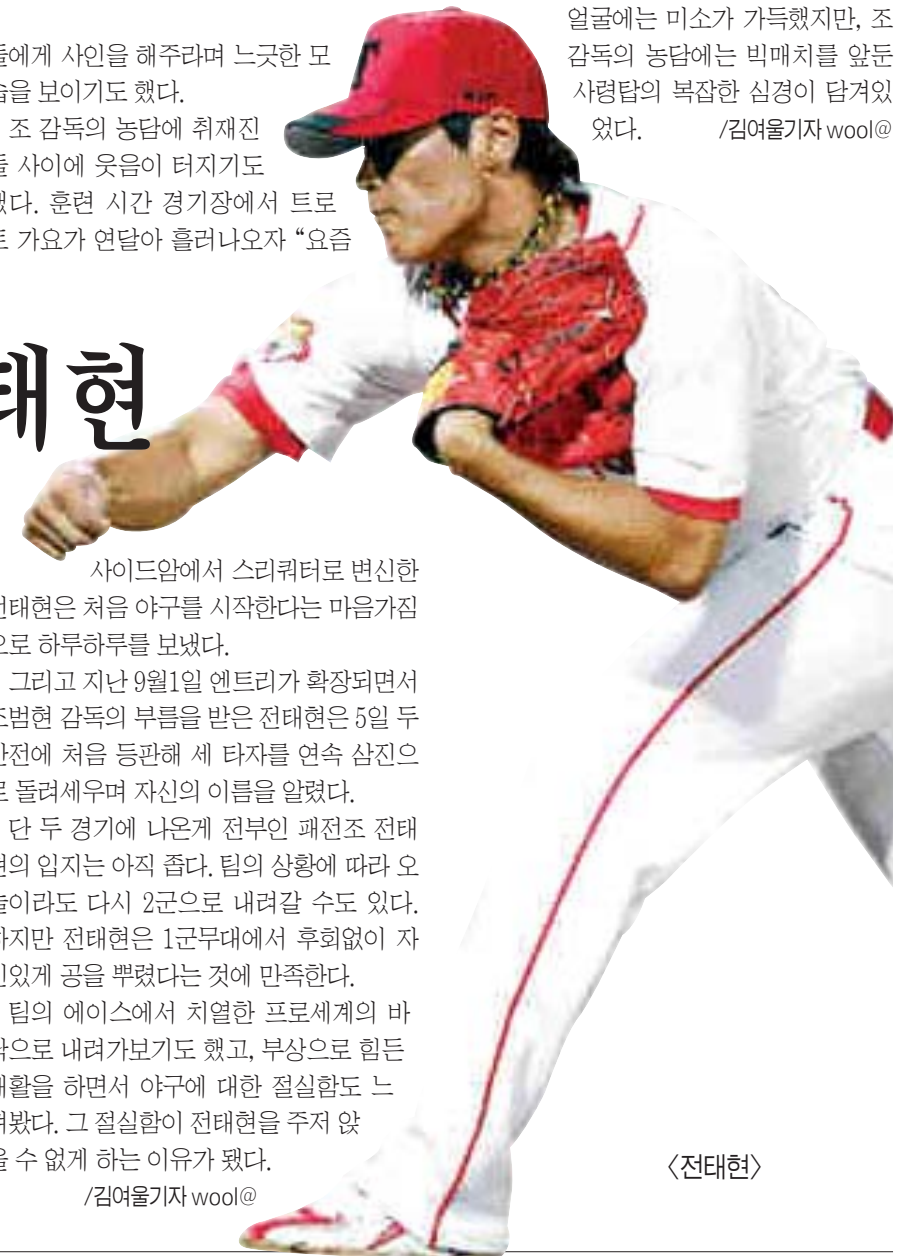 들에게 사인을 해주라며 느긋한 모
습을 보이기도 했다.
조 감독의 농담에 취재진
들 사이에 웃음이 터지기도
했다. 훈련 시간 경기장에서 트로
트 가요가 연달아 흘러나오자 “요즘
얼굴에는 미소가 가득했지만, 조
감독의 농담에는 빅매치를 앞둔
사령탑의 복잡한 심경이 담겨있
었다. /김여울기자 wool@
태현
사이드암에서 스리쿼터로 변신한
전태현은 처음 야구를 시작한다는 마음가짐
으로 하루하루를 보냈다.
그리고 지난 9월1일 엔트리가 확장되면서
조범현 감독의 부름을 받은 전태현은 5일 두
산전에 처음 등판해 세 타자를 연속 삼진으
로 돌려세우며 자신의 이름을 알렸다.
단 두 경기에 나온게 전부인 패전조 전태
현의 입지는 아직 좁다. 팀의 상황에 따라 오
늘이라도 다시 2군으로 내려갈 수도 있다.
하지만 전태현은 1군무대에서 후회없이 자
신있게 공을 뿌렸다는 것에 만족한다.
팀의 에이스에서 치열한 프로세계의 바
닥으로 내려가보기도 했고, 부상으로 힘든
재활을 하면서 야구에 대한 절실함도 느
껴봤다. 그 절실함이 전태현을 주저 앉
을 수 없게 하는 이유가 됐다.
/김여울기자 wool@
〈전태현〉